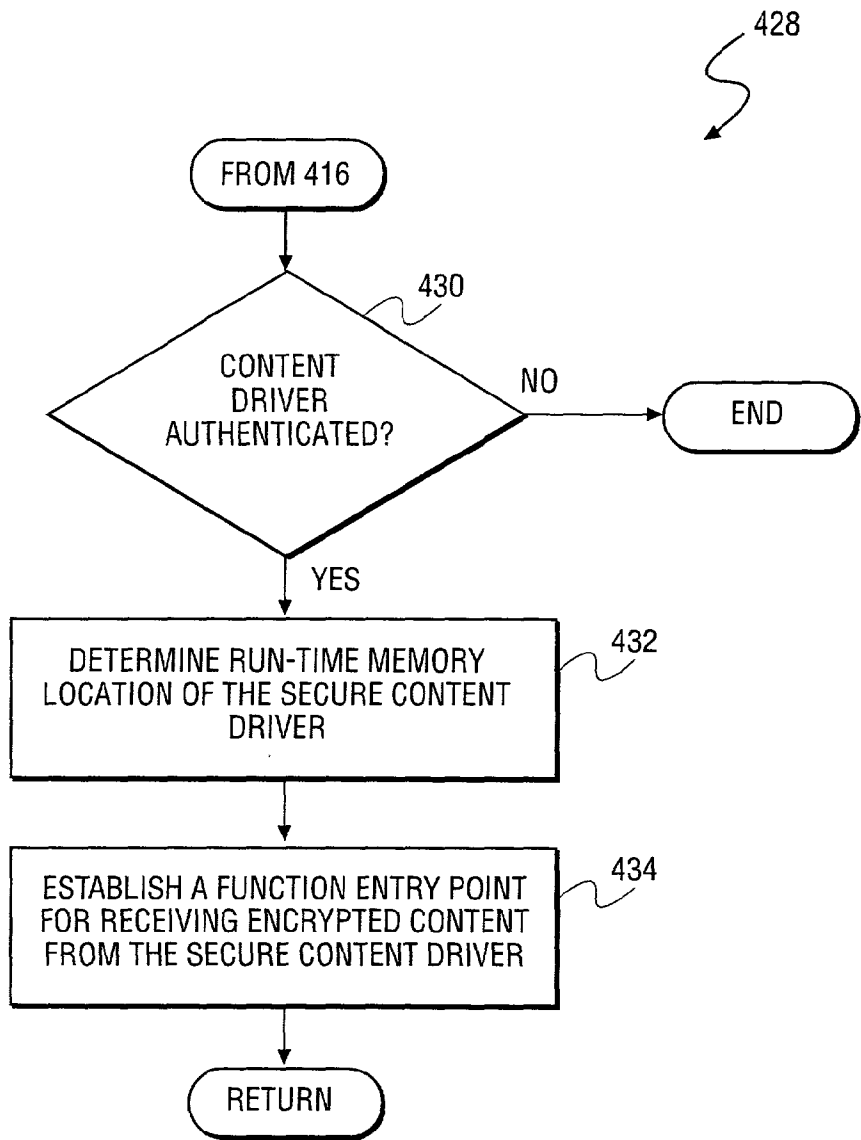 428
FROM 416
430
CONTENT
DRIVER
AUTHENTICATED?
NO
END
YES
DETERMINE RUN-TIME MEMORY
LOCATION OF THE SECURE CONTENT
DRIVER
432
ESTABLISH A FUNCTION ENTRY POINT
FOR RECEIVING ENCRYPTED CONTENT
FROM THE SECURE CONTENT DRIVER
434
RETURN